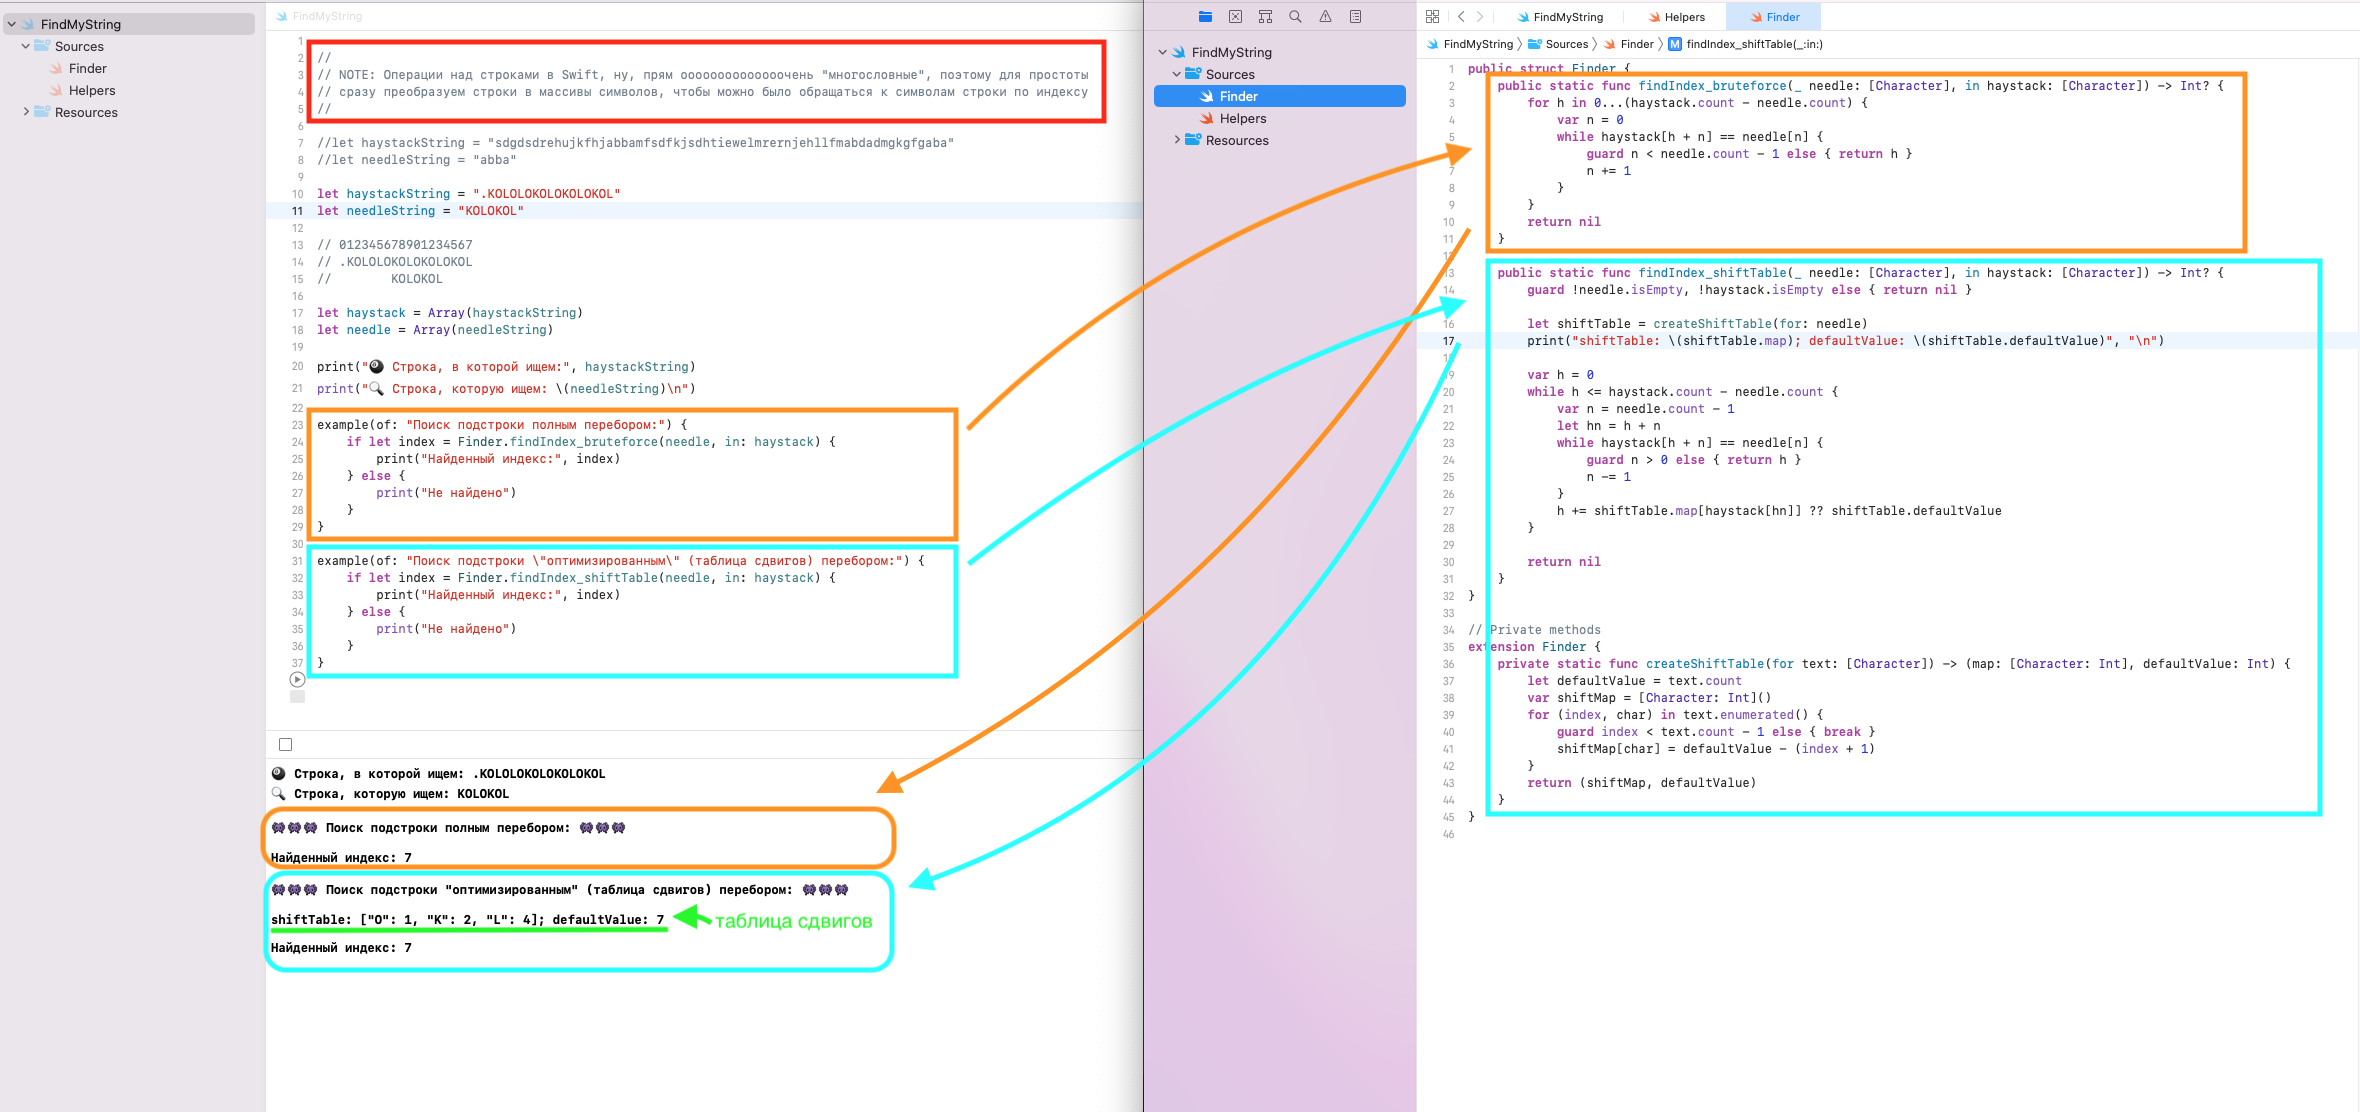 FindMyString
Sources
Finder
Helpers
Resources
FindMyString
1
2 //
3 // NOTE: Операции над строками в Swift, ну, прям оооооооооооооочень "многословные", поэтому для простоты
4 // сразу преобразуем строки в массивы символов, чтобы можно было обращаться к символам строки по индексу
5 //
6
7 //let haystackString = "sdgdsdrehujkfhjabbamfsdfkjsdhtiewelmrernjehllfmabdadmgkgfgaba"
8 //let needleString = "abba"
9
10 let haystackString = ".KOLOLOKOLOKOLOKOL"
11 let needleString = "KOLOKOL"
12
13 // 012345678901234567
14 // .KOLOLOKOLOKOLOKOL
15 //        KOLOKOL
16
17 let haystack = Array(haystackString)
18 let needle = Array(needleString)
19
20 print("🎱 Строка, в которой ищем:", haystackString)
21 print("🔍 Строка, которую ищем: \(needleString)\n")
22
23 example(of: "Поиск подстроки полным перебором:") {
24     if let index = Finder.findIndex_bruteforce(needle, in: haystack) {
25         print("Найденный индекс:", index)
26     } else {
27         print("Не найдено")
28     }
29 }
30
31 example(of: "Поиск подстроки \"оптимизированным\" (таблица сдвигов) перебором:") {
32     if let index = Finder.findIndex_shiftTable(needle, in: haystack) {
33         print("Найденный индекс:", index)
34     } else {
35         print("Не найдено")
36     }
37 }
🎱 Строка, в которой ищем: .KOLOLOKOLOKOLOKOL
🔍 Строка, которую ищем: KOLOKOL
👾👾👾 Поиск подстроки полным перебором: 👾👾👾
Найденный индекс: 7
👾👾👾 Поиск подстроки "оптимизированным" (таблица сдвигов) перебором: 👾👾👾
shiftTable: ["O": 1, "K": 2, "L": 4]; defaultValue: 7
таблица сдвигов
Найденный индекс: 7
FindMyString
Sources
Finder
Helpers
Resources
FindMyString Helpers Finder
FindMyString Sources Finder M findIndex_shiftTable(_:in:)
1 public struct Finder {
2     public static func findIndex_bruteforce(_ needle: [Character], in haystack: [Character]) -> Int? {
3         for h in 0...(haystack.count - needle.count) {
4             var n = 0
5             while haystack[h + n] == needle[n] {
guard n < needle.count - 1 else { return h }
7                 n += 1
8             }
9         }
10         return nil
11     }
12
13     public static func findIndex_shiftTable(_ needle: [Character], in haystack: [Character]) -> Int? {
14         guard !needle.isEmpty, !haystack.isEmpty else { return nil }
16         let shiftTable = createShiftTable(for: needle)
17         print("shiftTable: \(shiftTable.map); defaultValue: \(shiftTable.defaultValue)", "\n")
19         var h = 0
20         while h <= haystack.count - needle.count {
21             var n = needle.count - 1
22             let hn = h + n
23             while haystack[h + n] == needle[n] {
24                 guard n > 0 else { return h }
25                 n -= 1
26             }
27             h += shiftTable.map[haystack[hn]] ?? shiftTable.defaultValue
28         }
29
30         return nil
31     }
32 }
33
34 // Private methods
35 extension Finder {
36     private static func createShiftTable(for text: [Character]) -> (map: [Character: Int], defaultValue: Int) {
37         let defaultValue = text.count
38         var shiftMap = [Character: Int]()
39         for (index, char) in text.enumerated() {
40             guard index < text.count - 1 else { break }
41             shiftMap[char] = defaultValue - (index + 1)
42         }
43         return (shiftMap, defaultValue)
44     }
45 }
46